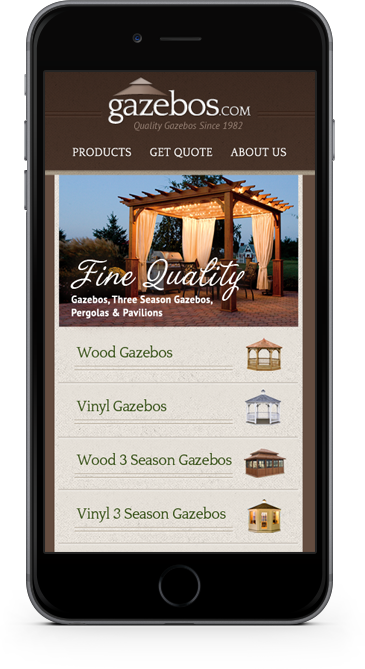 gazebos.COM
Quality Gazebos Since 1982
PRODUCTS GET QUOTE ABOUT US
Fine Quality
Gazebos, Three Season Gazebos,
Pergolas & Pavilions
Wood Gazebos
Vinyl Gazebos
Wood 3 Season Gazebos
Vinyl 3 Season Gazebos